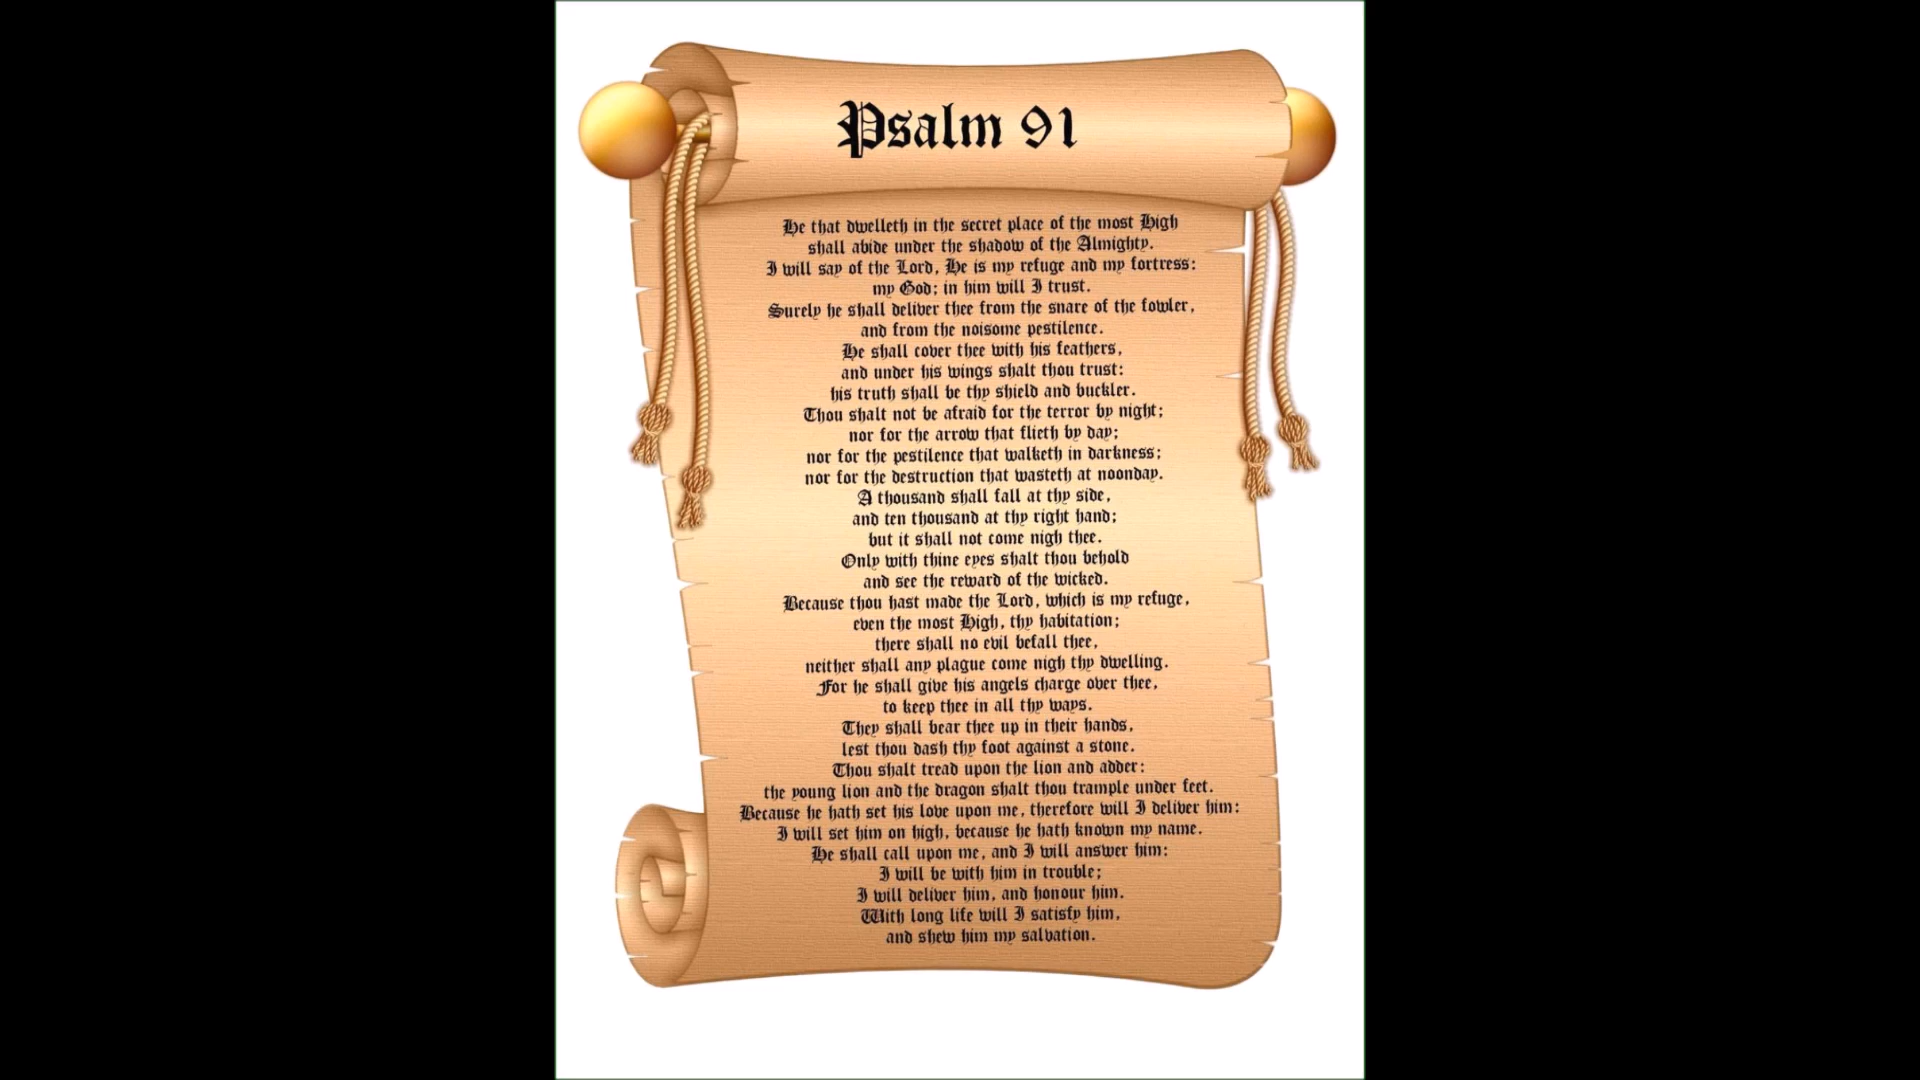 Psalm 91
He that dwelleth in the secret place of the most High
shall abide under the shadow of the Almighty.
I will say of the Lord, He is my refuge and my fortress:
my God; in him will I trust.
Surely he shall deliver thee from the snare of the fowler,
and from the noisome pestilence.
He shall cover thee with his feathers,
and under his wings shalt thou trust:
his truth shall be thy shield and buckler.
Thou shalt not be afraid for the terror by night;
nor for the arrow that flieth by day;
nor for the pestilence that walketh in darkness;
nor for the destruction that wasteth at noonday.
A thousand shall fall at thy side,
and ten thousand at thy right hand;
but it shall not come nigh thee.
Only with thine eyes shalt thou behold
and see the reward of the wicked.
Because thou hast made the Lord, which is my refuge,
even the most High, thy habitation;
there shall no evil befall thee,
neither shall any plague come nigh thy dwelling.
For he shall give his angels charge over thee,
to keep thee in all thy ways.
They shall bear thee up in their hands,
lest thou dash thy foot against a stone.
Thou shalt tread upon the lion and adder:
the young lion and the dragon shalt thou trample under feet.
Because he hath set his love upon me, therefore will I deliver him:
I will set him on high, because he hath known my name.
He shall call upon me, and I will answer him:
I will be with him in trouble;
I will deliver him, and honour him.
With long life will I satisfy him,
and shew him my salvation.